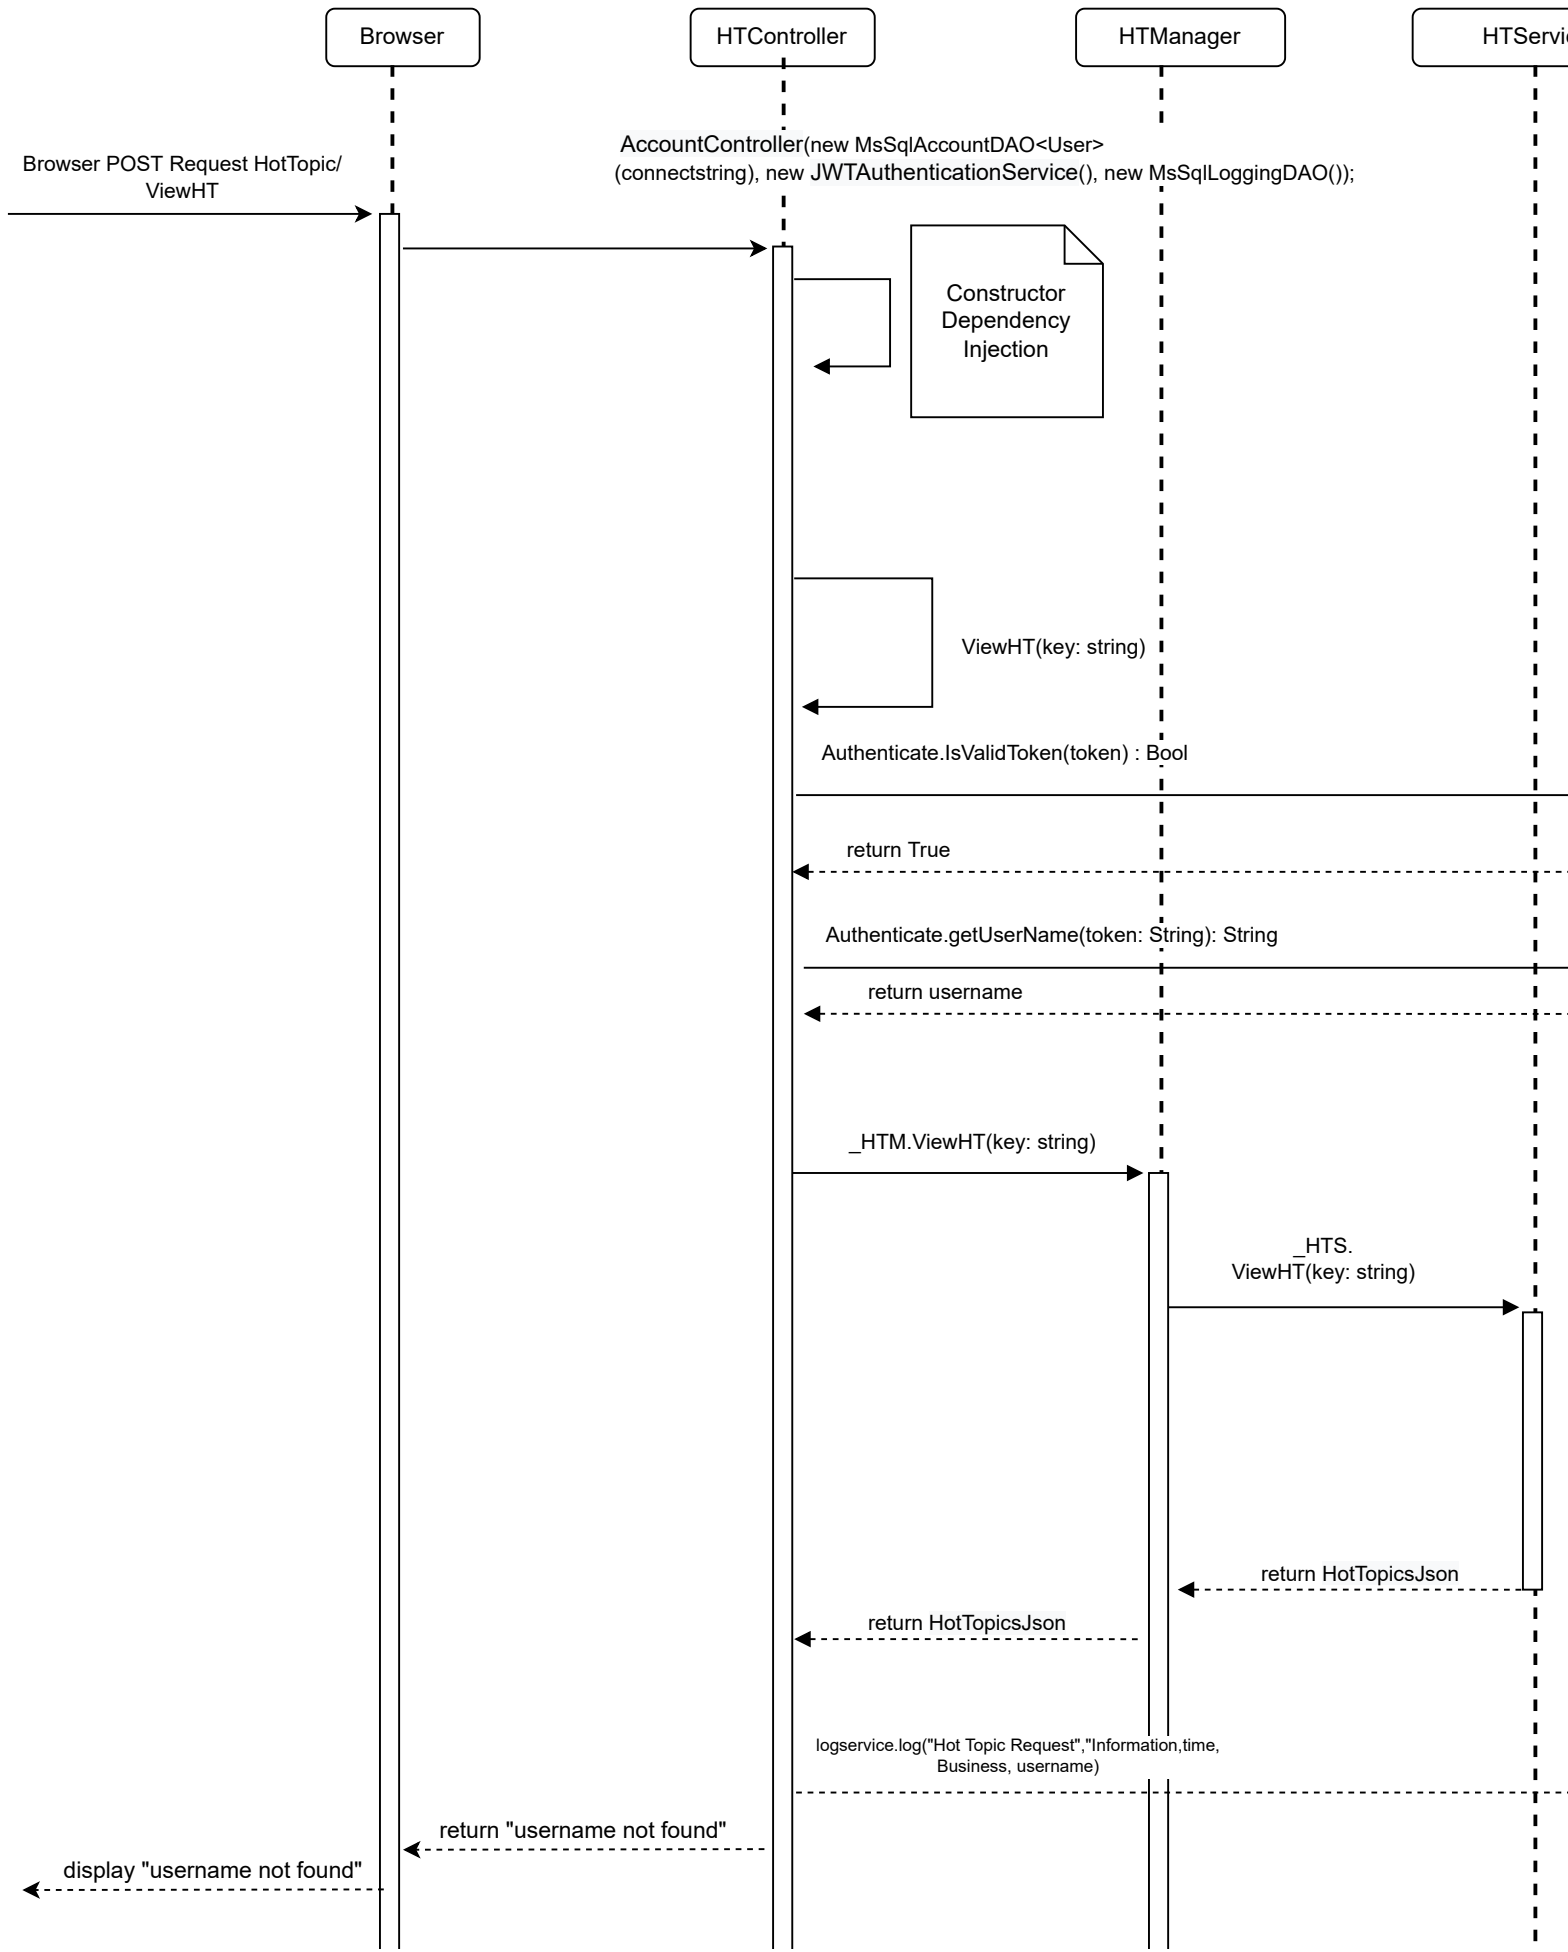 Browser
HTController
HTManager
HTServi
AccountController(new MsSqlAccountDAO<User>
(connectstring), new JWTAuthenticationService(), new MsSqlLoggingDAO());
Browser POST Request HotTopic/
ViewHT
Constructor
Dependency
Injection
ViewHT(key: string)
Authenticate.IsValidToken(token) : Bool
return True
Authenticate.getUserName(token: String): String
return username
_HTM.ViewHT(key: string)
_HTS.
ViewHT(key: string)
return HotTopicsJson
return HotTopicsJson
logservice.log("Hot Topic Request","Information,time,
Business, username)
return "username not found"
display "username not found"